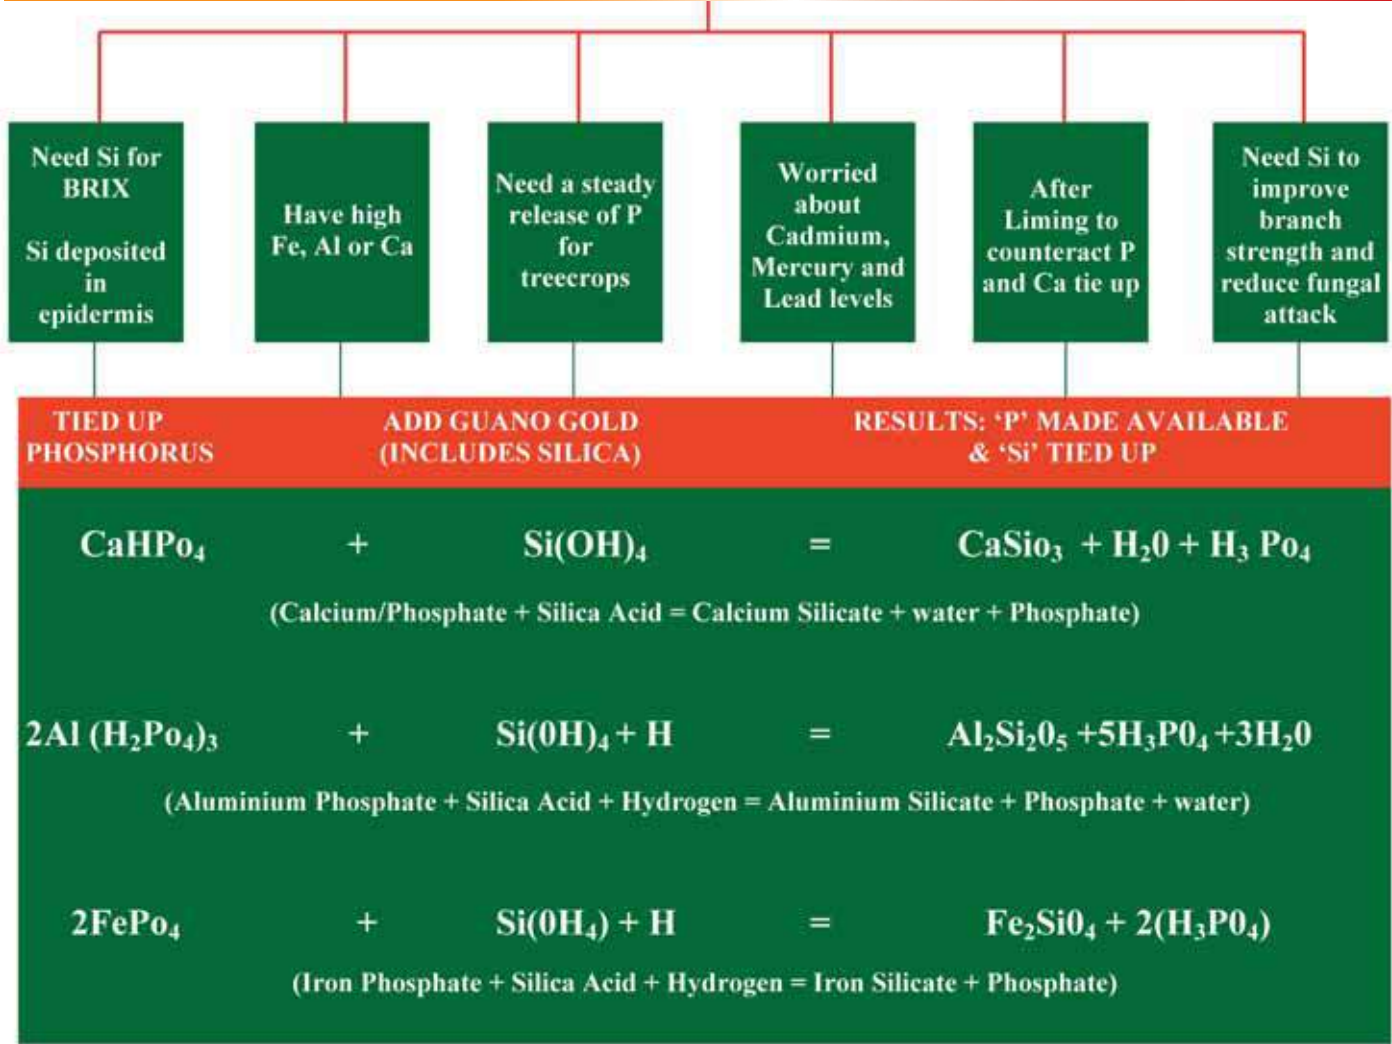 Need Si for
BRIX
Si deposited
in
epidermis
Have high
Fe, Al or Ca
Need a steady
release of P
for
treecrops
Worried
about
Cadmium,
Mercury and
Lead levels
After
Liming to
counteract P
and Ca tie up
Need Si to
improve
branch
strength and
reduce fungal
attack
TIED UP
PHOSPHORUS
ADD GUANO GOLD
(INCLUDES SILICA)
RESULTS: ‘P’ MADE AVAILABLE
& ‘Si’ TIED UP
CaHPo₄ + Si(OH)₄ = CaSio₃ + H₂0 + H₃ Po₄
(Calcium/Phosphate + Silica Acid = Calcium Silicate + water + Phosphate)
2Al (H₂Po₄)₃ + Si(0H)₄ + H = Al₂Si₂0₅ +5H₃P0₄ +3H₂0
(Aluminium Phosphate + Silica Acid + Hydrogen = Aluminium Silicate + Phosphate + water)
2FePo₄ + Si(0H₄) + H = Fe₂Si0₄ + 2(H₃P0₄)
(Iron Phosphate + Silica Acid + Hydrogen = Iron Silicate + Phosphate)